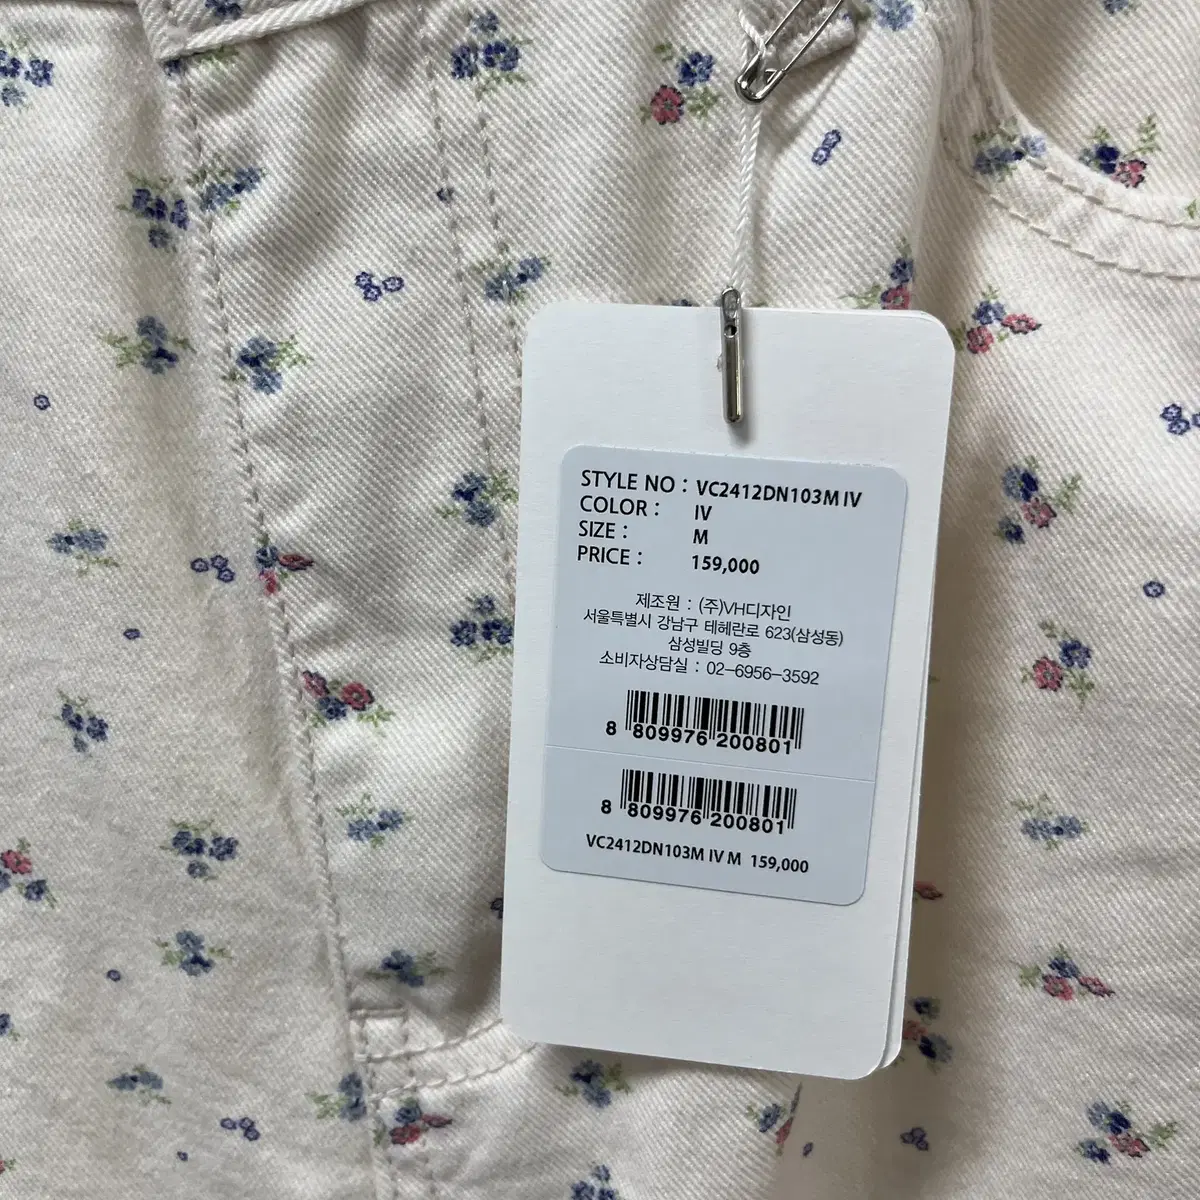 STYLE NO : VC2412DN103M IV
COLOR : IV
SIZE : M
PRICE : 159,000
제조원 : (주)VH디자인
서울특별시 강남구 테헤란로 623(삼성동)
삼성빌딩 9층
소비자상담실 : 02-6956-3592
8 809976 200801
8 809976 200801
VC2412DN103M IV M 159,000